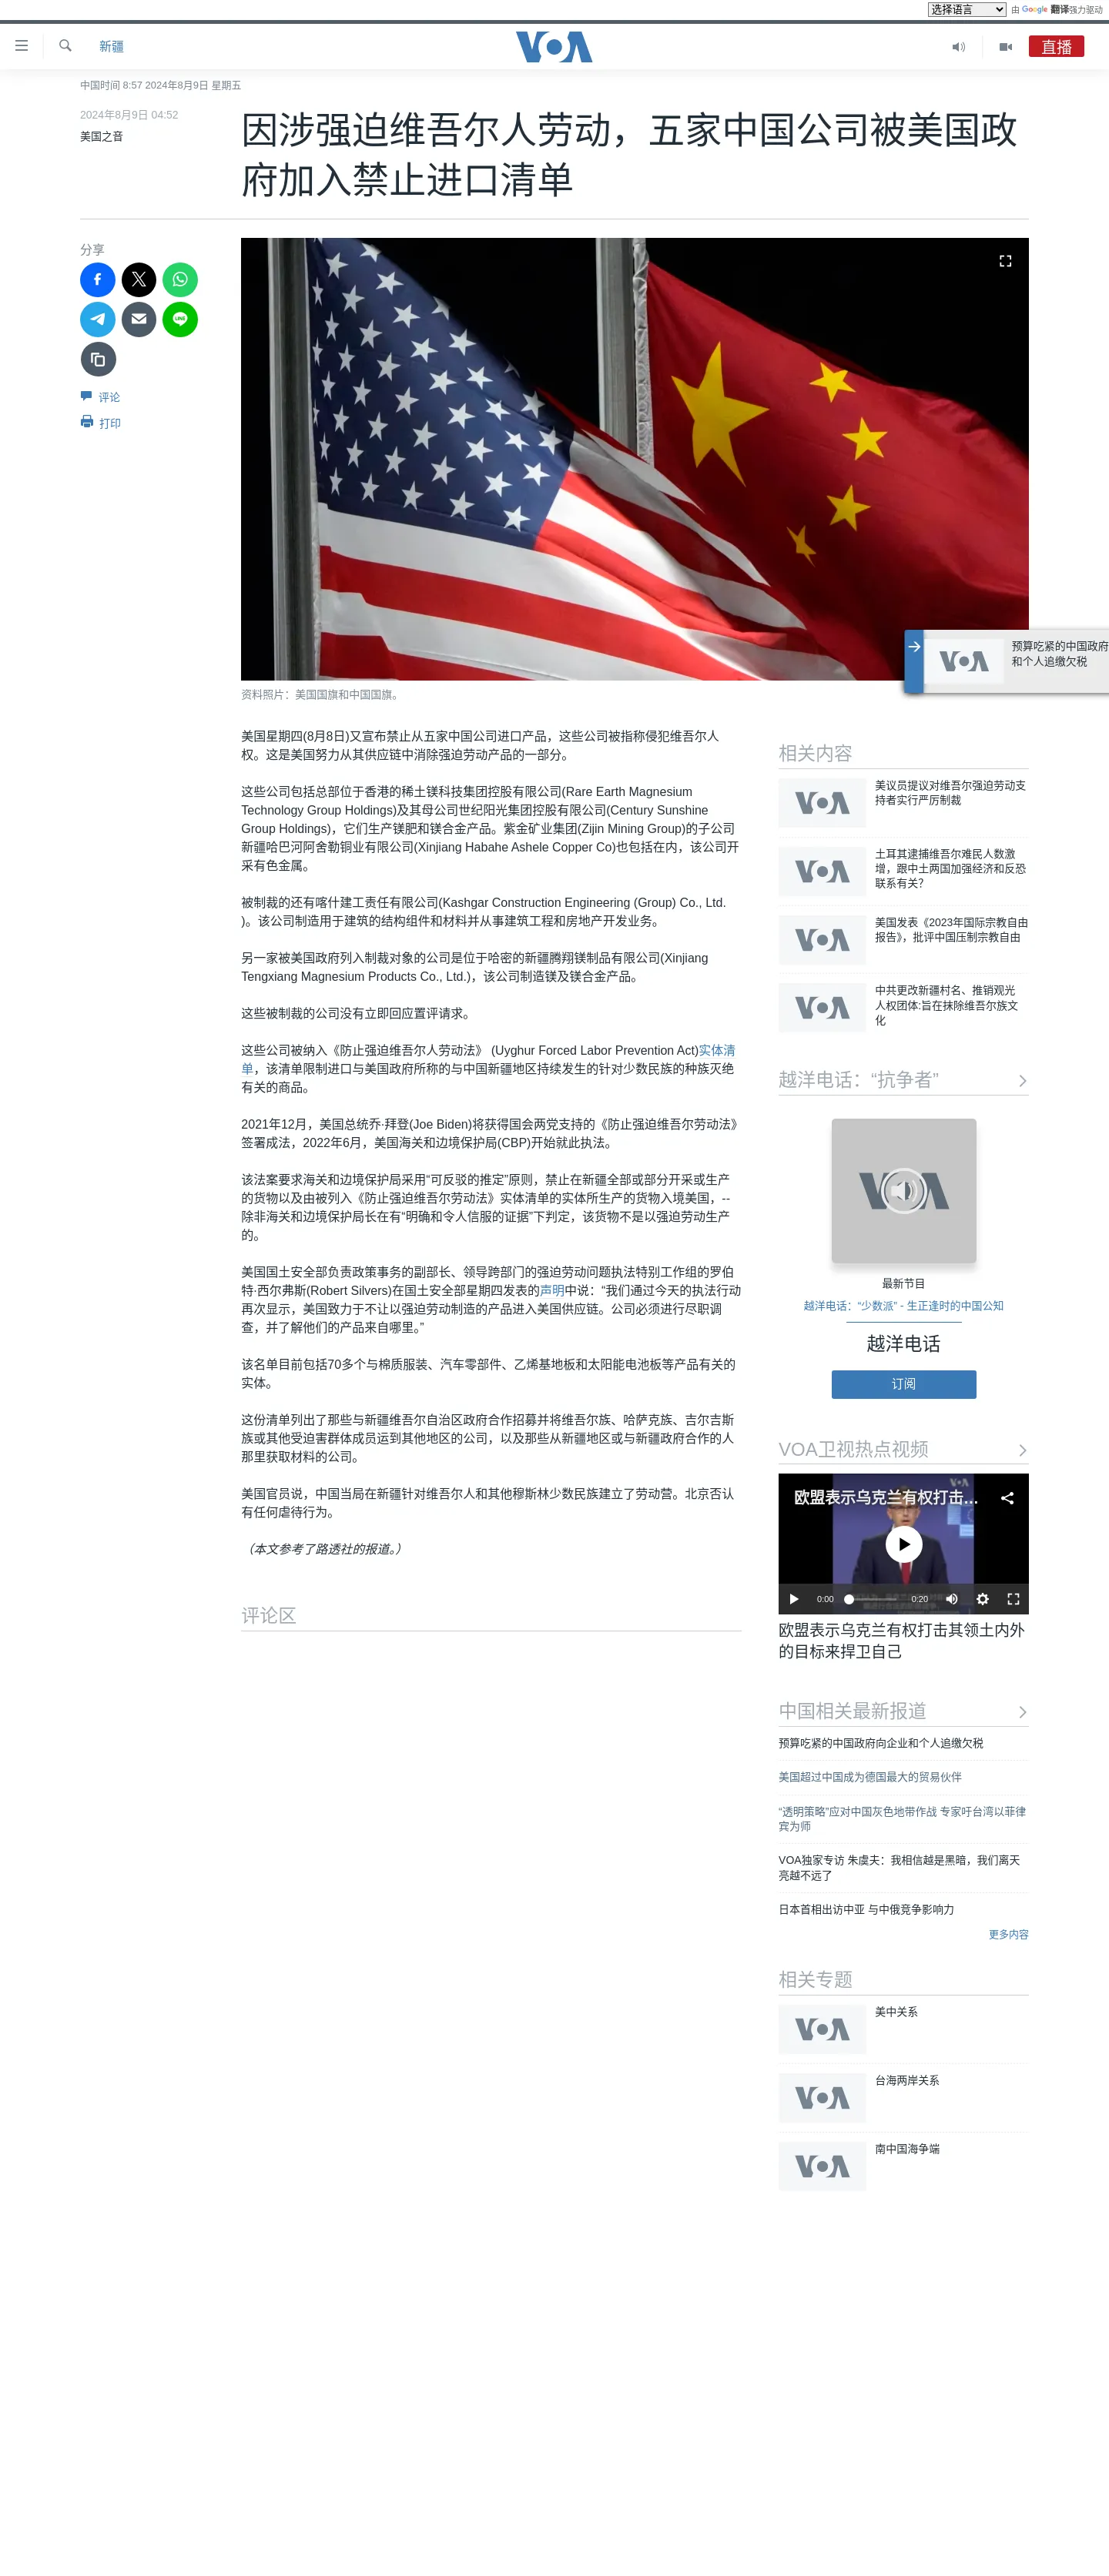 选择语言 由 Google 翻译强力驱动
新疆
VOA
直播
中国时间 8:57 2024年8月9日 星期五
2024年8月9日 04:52
美国之音
因涉强迫维吾尔人劳动，五家中国公司被美国政
府加入禁止进口清单
分享
评论
打印
资料照片：美国国旗和中国国旗。
VOA
预算吃紧的中国政府
和个人追缴欠税
美国星期四(8月8日)又宣布禁止从五家中国公司进口产品，这些公司被指称侵犯维吾尔人
权。这是美国努力从其供应链中消除强迫劳动产品的一部分。
这些公司包括总部位于香港的稀土镁科技集团控股有限公司(Rare Earth Magnesium
Technology Group Holdings)及其母公司世纪阳光集团控股有限公司(Century Sunshine
Group Holdings)，它们生产镁肥和镁合金产品。紫金矿业集团(Zijin Mining Group)的子公司
新疆哈巴河阿舍勒铜业有限公司(Xinjiang Habahe Ashele Copper Co)也包括在内，该公司开
采有色金属。
被制裁的还有喀什建工责任有限公司(Kashgar Construction Engineering (Group) Co., Ltd.
)。该公司制造用于建筑的结构组件和材料并从事建筑工程和房地产开发业务。
另一家被美国政府列入制裁对象的公司是位于哈密的新疆腾翔镁制品有限公司(Xinjiang
Tengxiang Magnesium Products Co., Ltd.)，该公司制造镁及镁合金产品。
这些被制裁的公司没有立即回应置评请求。
这些公司被纳入《防止强迫维吾尔人劳动法》 (Uyghur Forced Labor Prevention Act)实体清
单，该清单限制进口与美国政府所称的与中国新疆地区持续发生的针对少数民族的种族灭绝
有关的商品。
2021年12月，美国总统乔·拜登(Joe Biden)将获得国会两党支持的《防止强迫维吾尔劳动法》
签署成法，2022年6月，美国海关和边境保护局(CBP)开始就此执法。
该法案要求海关和边境保护局采用“可反驳的推定”原则，禁止在新疆全部或部分开采或生产
的货物以及由被列入《防止强迫维吾尔劳动法》实体清单的实体所生产的货物入境美国，--
除非海关和边境保护局长在有“明确和令人信服的证据”下判定，该货物不是以强迫劳动生产
的。
美国国土安全部负责政策事务的副部长、领导跨部门的强迫劳动问题执法特别工作组的罗伯
特·西尔弗斯(Robert Silvers)在国土安全部星期四发表的声明中说：“我们通过今天的执法行动
再次显示，美国致力于不让以强迫劳动制造的产品进入美国供应链。公司必须进行尽职调
查，并了解他们的产品来自哪里。”
该名单目前包括70多个与棉质服装、汽车零部件、乙烯基地板和太阳能电池板等产品有关的
实体。
这份清单列出了那些与新疆维吾尔自治区政府合作招募并将维吾尔族、哈萨克族、吉尔吉斯
族或其他受迫害群体成员运到其他地区的公司，以及那些从新疆地区或与新疆政府合作的人
那里获取材料的公司。
美国官员说，中国当局在新疆针对维吾尔人和其他穆斯林少数民族建立了劳动营。北京否认
有任何虐待行为。
（本文参考了路透社的报道。）
评论区
相关内容
VOA
美议员提议对维吾尔强迫劳动支
持者实行严厉制裁
VOA
土耳其逮捕维吾尔难民人数激
增，跟中土两国加强经济和反恐
联系有关？
VOA
美国发表《2023年国际宗教自由
报告》，批评中国压制宗教自由
VOA
中共更改新疆村名、推销观光
人权团体:旨在抹除维吾尔族文
化
越洋电话：“抗争者”
VOA
最新节目
越洋电话：“少数派” - 生正逢时的中国公知
越洋电话
订阅
VOA卫视热点视频
VOA
欧盟表示乌克兰有权打击...
0:00
0:20
欧盟表示乌克兰有权打击其领土内外
的目标来捍卫自己
中国相关最新报道
预算吃紧的中国政府向企业和个人追缴欠税
美国超过中国成为德国最大的贸易伙伴
“透明策略”应对中国灰色地带作战 专家吁台湾以菲律
宾为师
VOA独家专访 朱虞夫：我相信越是黑暗，我们离天
亮越不远了
日本首相出访中亚 与中俄竞争影响力
更多内容
相关专题
VOA
美中关系
VOA
台海两岸关系
VOA
南中国海争端